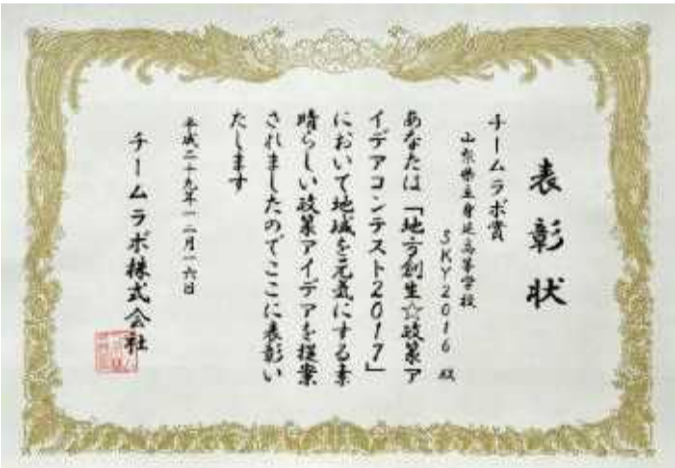 表彰状
チームラボ賞
山梨県立身延高等学校
SKY2016 殿
あなたは「地方創生☆政策ア
イデアコンテスト2017」
において地域を元気にする素
晴らしい政策アイデアを提案
されましたのでここに表彰い
たします
平成二十九年十二月十六日
チームラボ株式会社